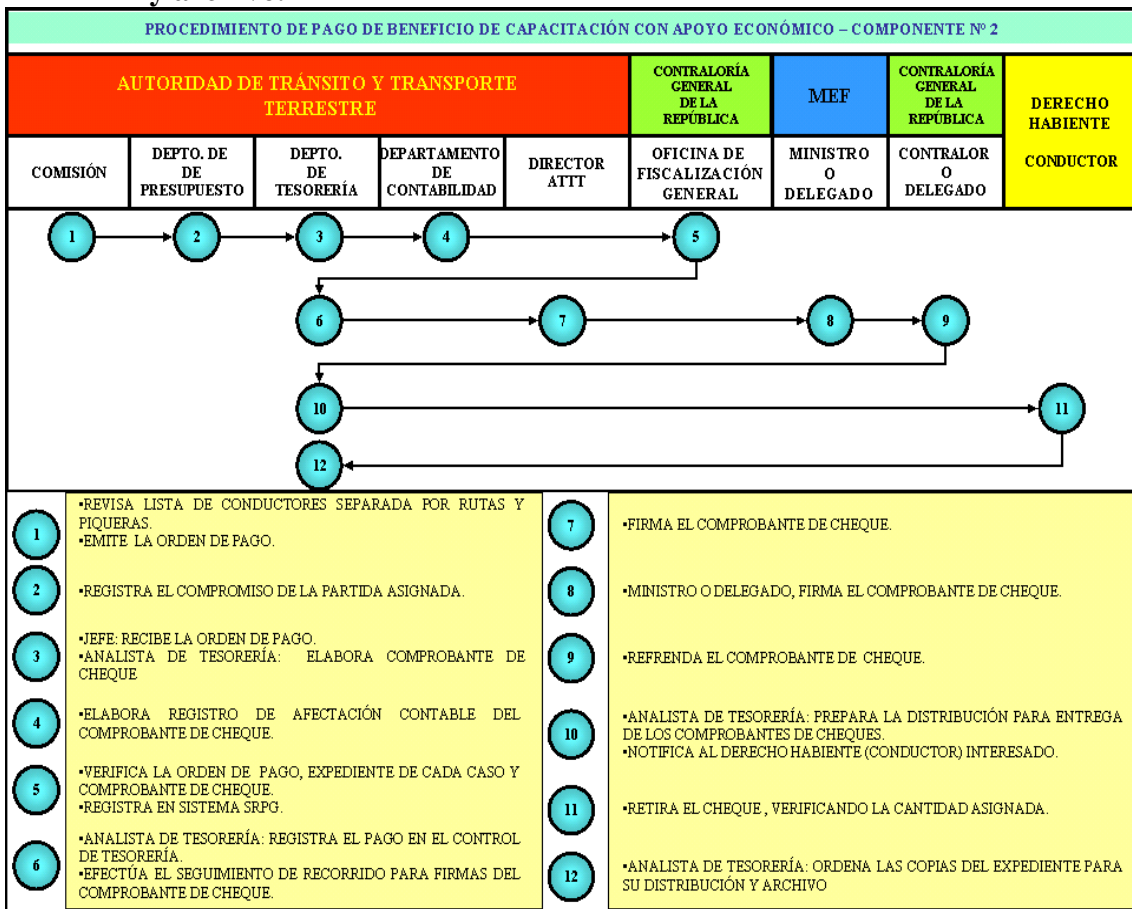 PROCEDIMIENTO DE PAGO DE BENEFICIO DE CAPACITACIÓN CON APOYO ECONÓMICO – COMPONENTE Nº 2
AUTORIDAD DE TRÁNSITO Y TRANSPORTE
TERRESTRE
CONTRALORÍA
GENERAL
DE LA
REPÚBLICA
MEF
CONTRALORÍA
GENERAL
DE LA
REPÚBLICA
DERECHO
HABIENTE
CONDUCTOR
COMISIÓN
DEPTO. DE
DE
PRESUPUESTO
DEPTO.
DE
TESORERÍA
DEPARTAMENTO
DE
CONTABILIDAD
DIRECTOR
ATTT
OFICINA DE
FISCALIZACIÓN
GENERAL
MINISTRO
O
DELEGADO
CONTRALOR
O
DELEGADO
1
2
3
4
5
6
7
8
9
10
11
12
1
•REVISA LISTA DE CONDUCTORES SEPARADA POR RUTAS Y
PIQUERAS.
•EMITE LA ORDEN DE PAGO.
2
•REGISTRA EL COMPROMISO DE LA PARTIDA ASIGNADA.
3
•JEFE: RECIBE LA ORDEN DE PAGO.
•ANALISTA DE TESORERÍA: ELABORA COMPROBANTE DE
CHEQUE
4
•ELABORA REGISTRO DE AFECTACIÓN CONTABLE DEL
COMPROBANTE DE CHEQUE.
5
•VERIFICA LA ORDEN DE PAGO, EXPEDIENTE DE CADA CASO Y
COMPROBANTE DE CHEQUE.
•REGISTRA EN SISTEMA SRPG.
6
•ANALISTA DE TESORERÍA: REGISTRA EL PAGO EN EL CONTROL
DE TESORERÍA.
•EFECTÚA EL SEGUIMIENTO DE RECORRIDO PARA FIRMAS DEL
COMPROBANTE DE CHEQUE.
7
•FIRMA EL COMPROBANTE DE CHEQUE.
8
•MINISTRO O DELEGADO, FIRMA EL COMPROBANTE DE CHEQUE.
9
•REFRENDA EL COMPROBANTE DE CHEQUE.
10
•ANALISTA DE TESORERÍA: PREPARA LA DISTRIBUCIÓN PARA ENTREGA
DE LOS COMPROBANTES DE CHEQUES.
•NOTIFICA AL DERECHO HABIENTE (CONDUCTOR) INTERESADO.
11
•RETIRA EL CHEQUE , VERIFICANDO LA CANTIDAD ASIGNADA.
12
•ANALISTA DE TESORERÍA: ORDENA LAS COPIAS DEL EXPEDIENTE PARA
SU DISTRIBUCIÓN Y ARCHIVO